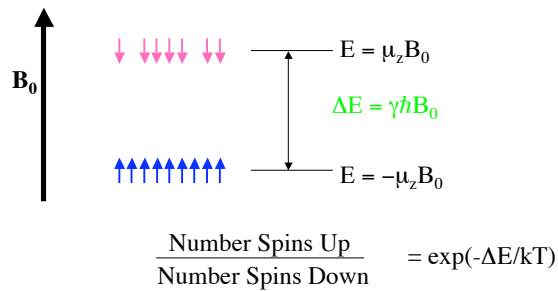 E = μzB0
B0
ΔE = γℏB0
E = −μzB0
Number Spins Up
Number Spins Down
= exp(-ΔE/kT)